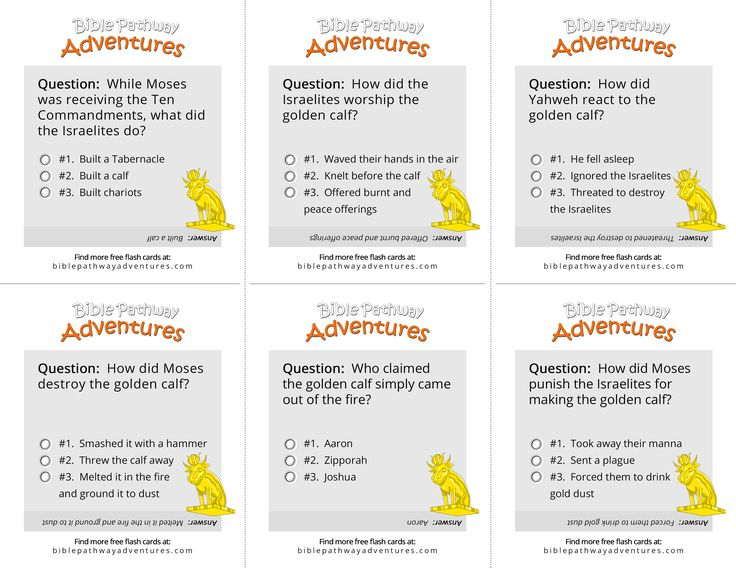 Bible Pathway
Adventures
Question: While Moses
was receiving the Ten
Commandments, what did
the Israelites do?
#1. Built a Tabernacle
#2. Built a calf
#3. Built chariots
Answer: Built a calf
Find more free flash cards at:
biblepathwayadventures.com
Bible Pathway
Adventures
Question: How did the
Israelites worship the
golden calf?
#1. Waved their hands in the air
#2. Knelt before the calf
#3. Offered burnt and
peace offerings
Answer: Offered burnt and peace offerings
Find more free flash cards at:
biblepathwayadventures.com
Bible Pathway
Adventures
Question: How did
Yahweh react to the
golden calf?
#1. He fell asleep
#2. Ignored the Israelites
#3. Threated to destroy
the Israelites
Answer: Threatened to destroy the Israelites
Find more free flash cards at:
biblepathwayadventures.com
Bible Pathway
Adventures
Question: How did Moses
destroy the golden calf?
#1. Smashed it with a hammer
#2. Threw the calf away
#3. Melted it in the fire
and ground it to dust
Answer: Melted it in the fire and ground it to dust
Find more free flash cards at:
biblepathwayadventures.com
Bible Pathway
Adventures
Question: Who claimed
the golden calf simply came
out of the fire?
#1. Aaron
#2. Zipporah
#3. Joshua
Answer: Aaron
Find more free flash cards at:
biblepathwayadventures.com
Bible Pathway
Adventures
Question: How did Moses
punish the Israelites for
making the golden calf?
#1. Took away their manna
#2. Sent a plague
#3. Forced them to drink
gold dust
Answer: Forced them to drink gold dust
Find more free flash cards at:
biblepathwayadventures.com